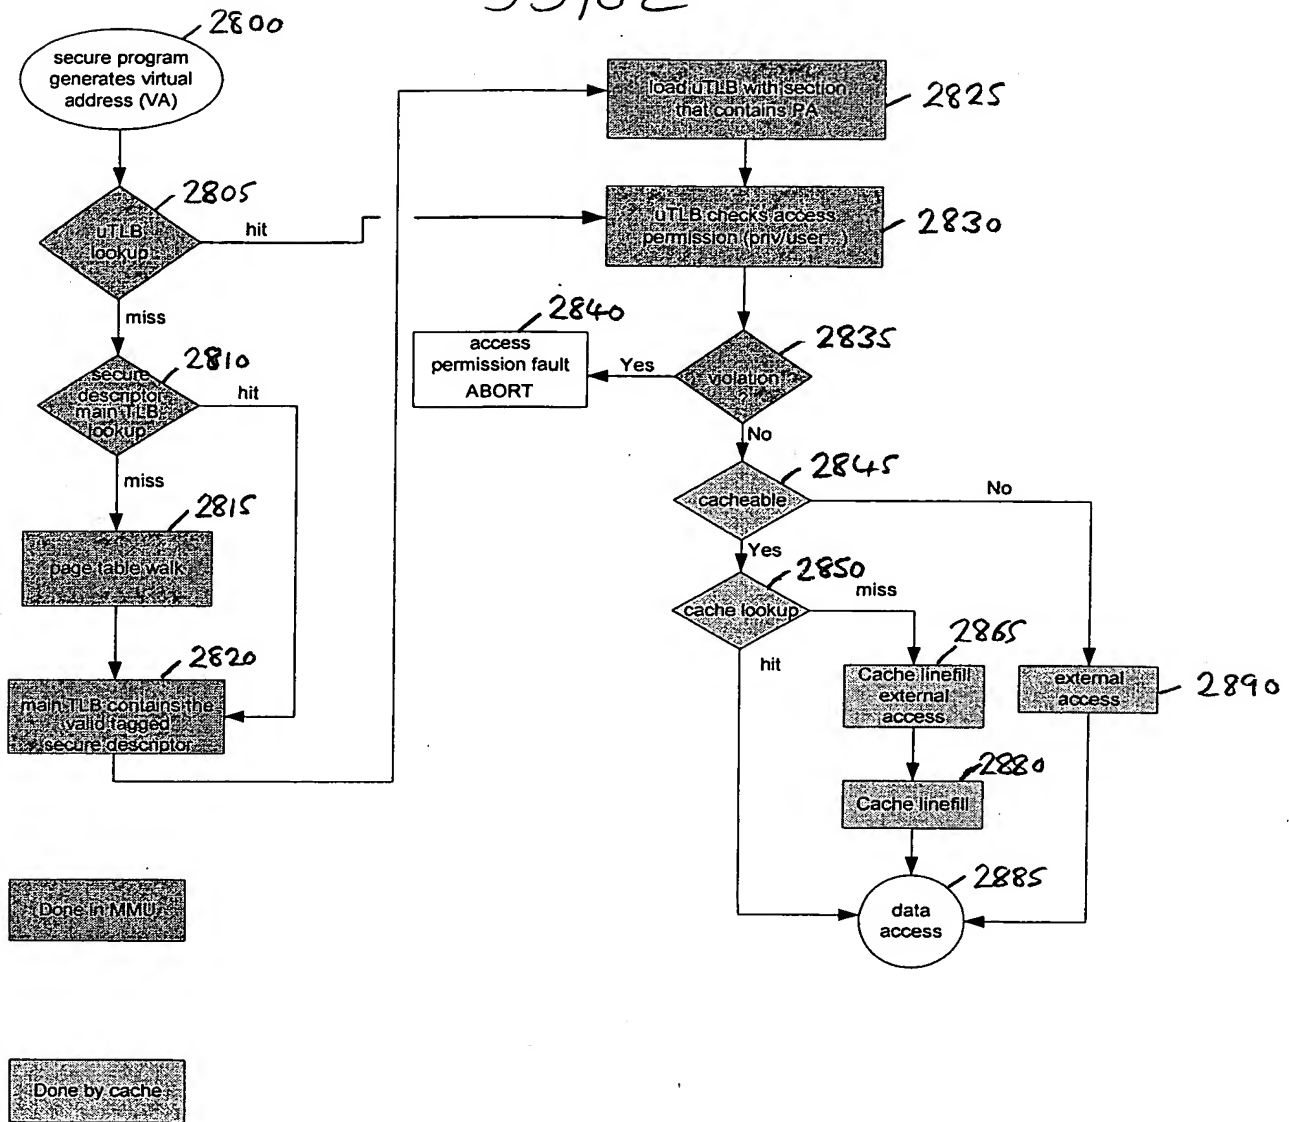 2800
secure program
generates virtual
address (VA)
2805
uTLB
lookup
hit
miss
2810
secure
descriptor
main TLB
lookup
hit
miss
2815
page table walk
2820
main TLB contains the
valid tagged
secure descriptor
load uTLB with section
that contains PA
2825
uTLB checks access
permission (priv/user...)
2830
2840
access
permission fault
ABORT
Yes
2835
violation?
No
2845
cacheable
No
Yes
2850
cache lookup
miss
hit
2865
Cache linefill
external
access
external
access
2890
2880
Cache linefill
2885
data
access
Done in MMU
Done by cache